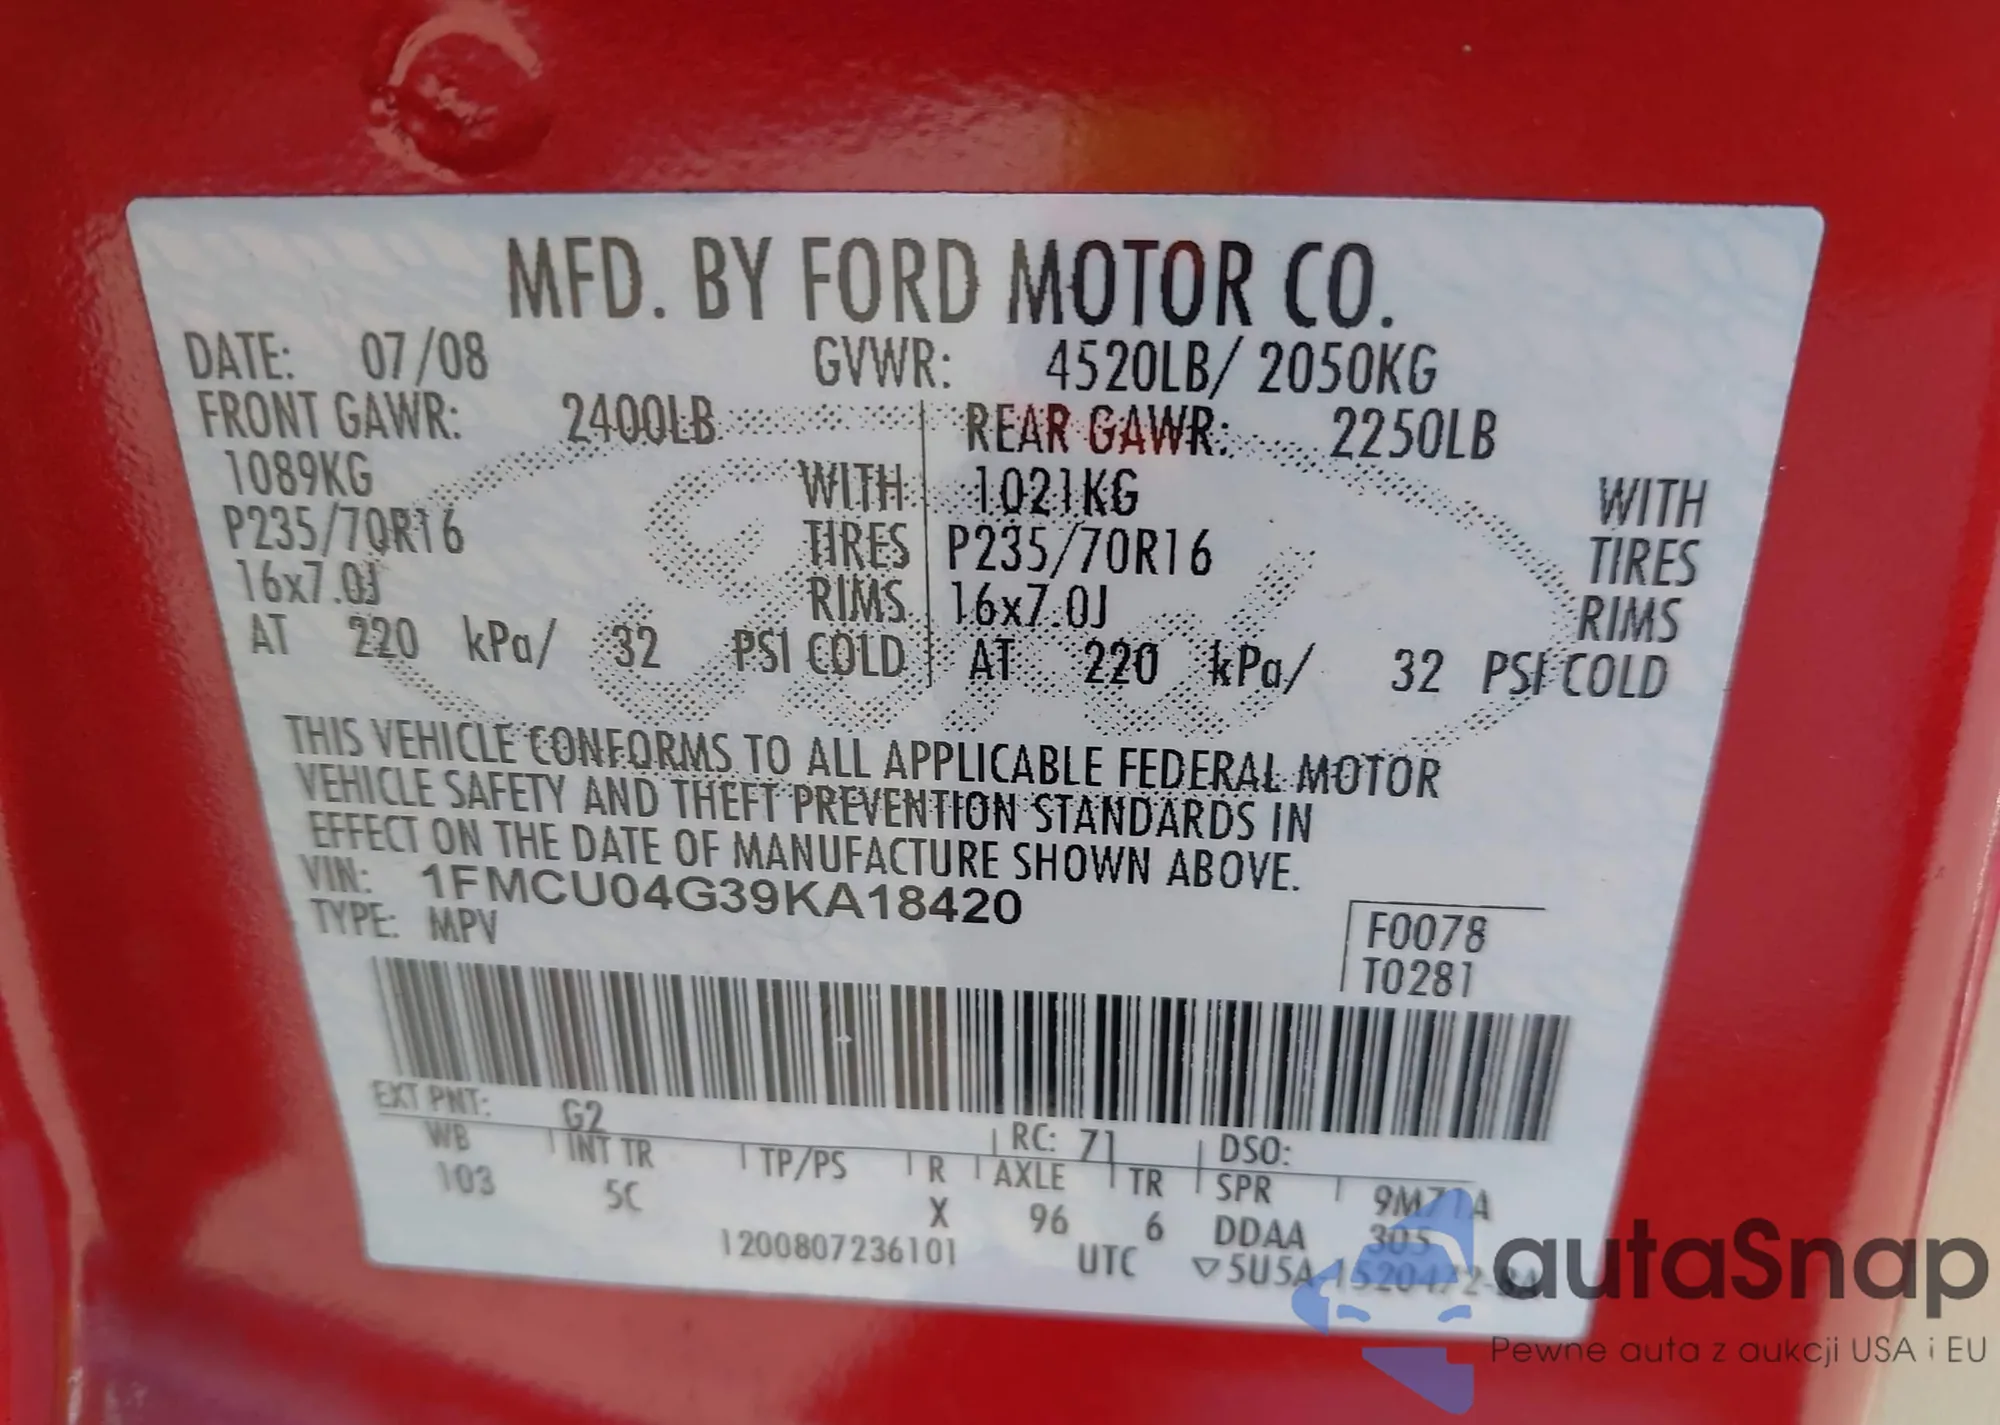 MFD. BY FORD MOTOR CO.
DATE: 07/08 GVWR: 4520LB/ 2050KG
FRONT GAWR: 2400LB REAR GAWR: 2250LB
1089KG WITH 1021KG WITH
P235/70R16 TIRES P235/70R16 TIRES
16x7.0J RIMS 16x7.0J RIMS
AT 220 kPa/ 32 PSI COLD AT 220 kPa/ 32 PSI COLD
THIS VEHICLE CONFORMS TO ALL APPLICABLE FEDERAL MOTOR
VEHICLE SAFETY AND THEFT PREVENTION STANDARDS IN
EFFECT ON THE DATE OF MANUFACTURE SHOWN ABOVE.
VIN: 1FMCU04G39KA18420
TYPE: MPV
F0078
T0281
EXT PNT: G2 RC: 71 DSO:
WB INT TR TP/PS R AXLE TR SPR 9M71A
103 5C X 96 6 DDAA 305
1200807236101 UTC ▽5U5A
autaSnap
Pewne auta z aukcji USA i EU